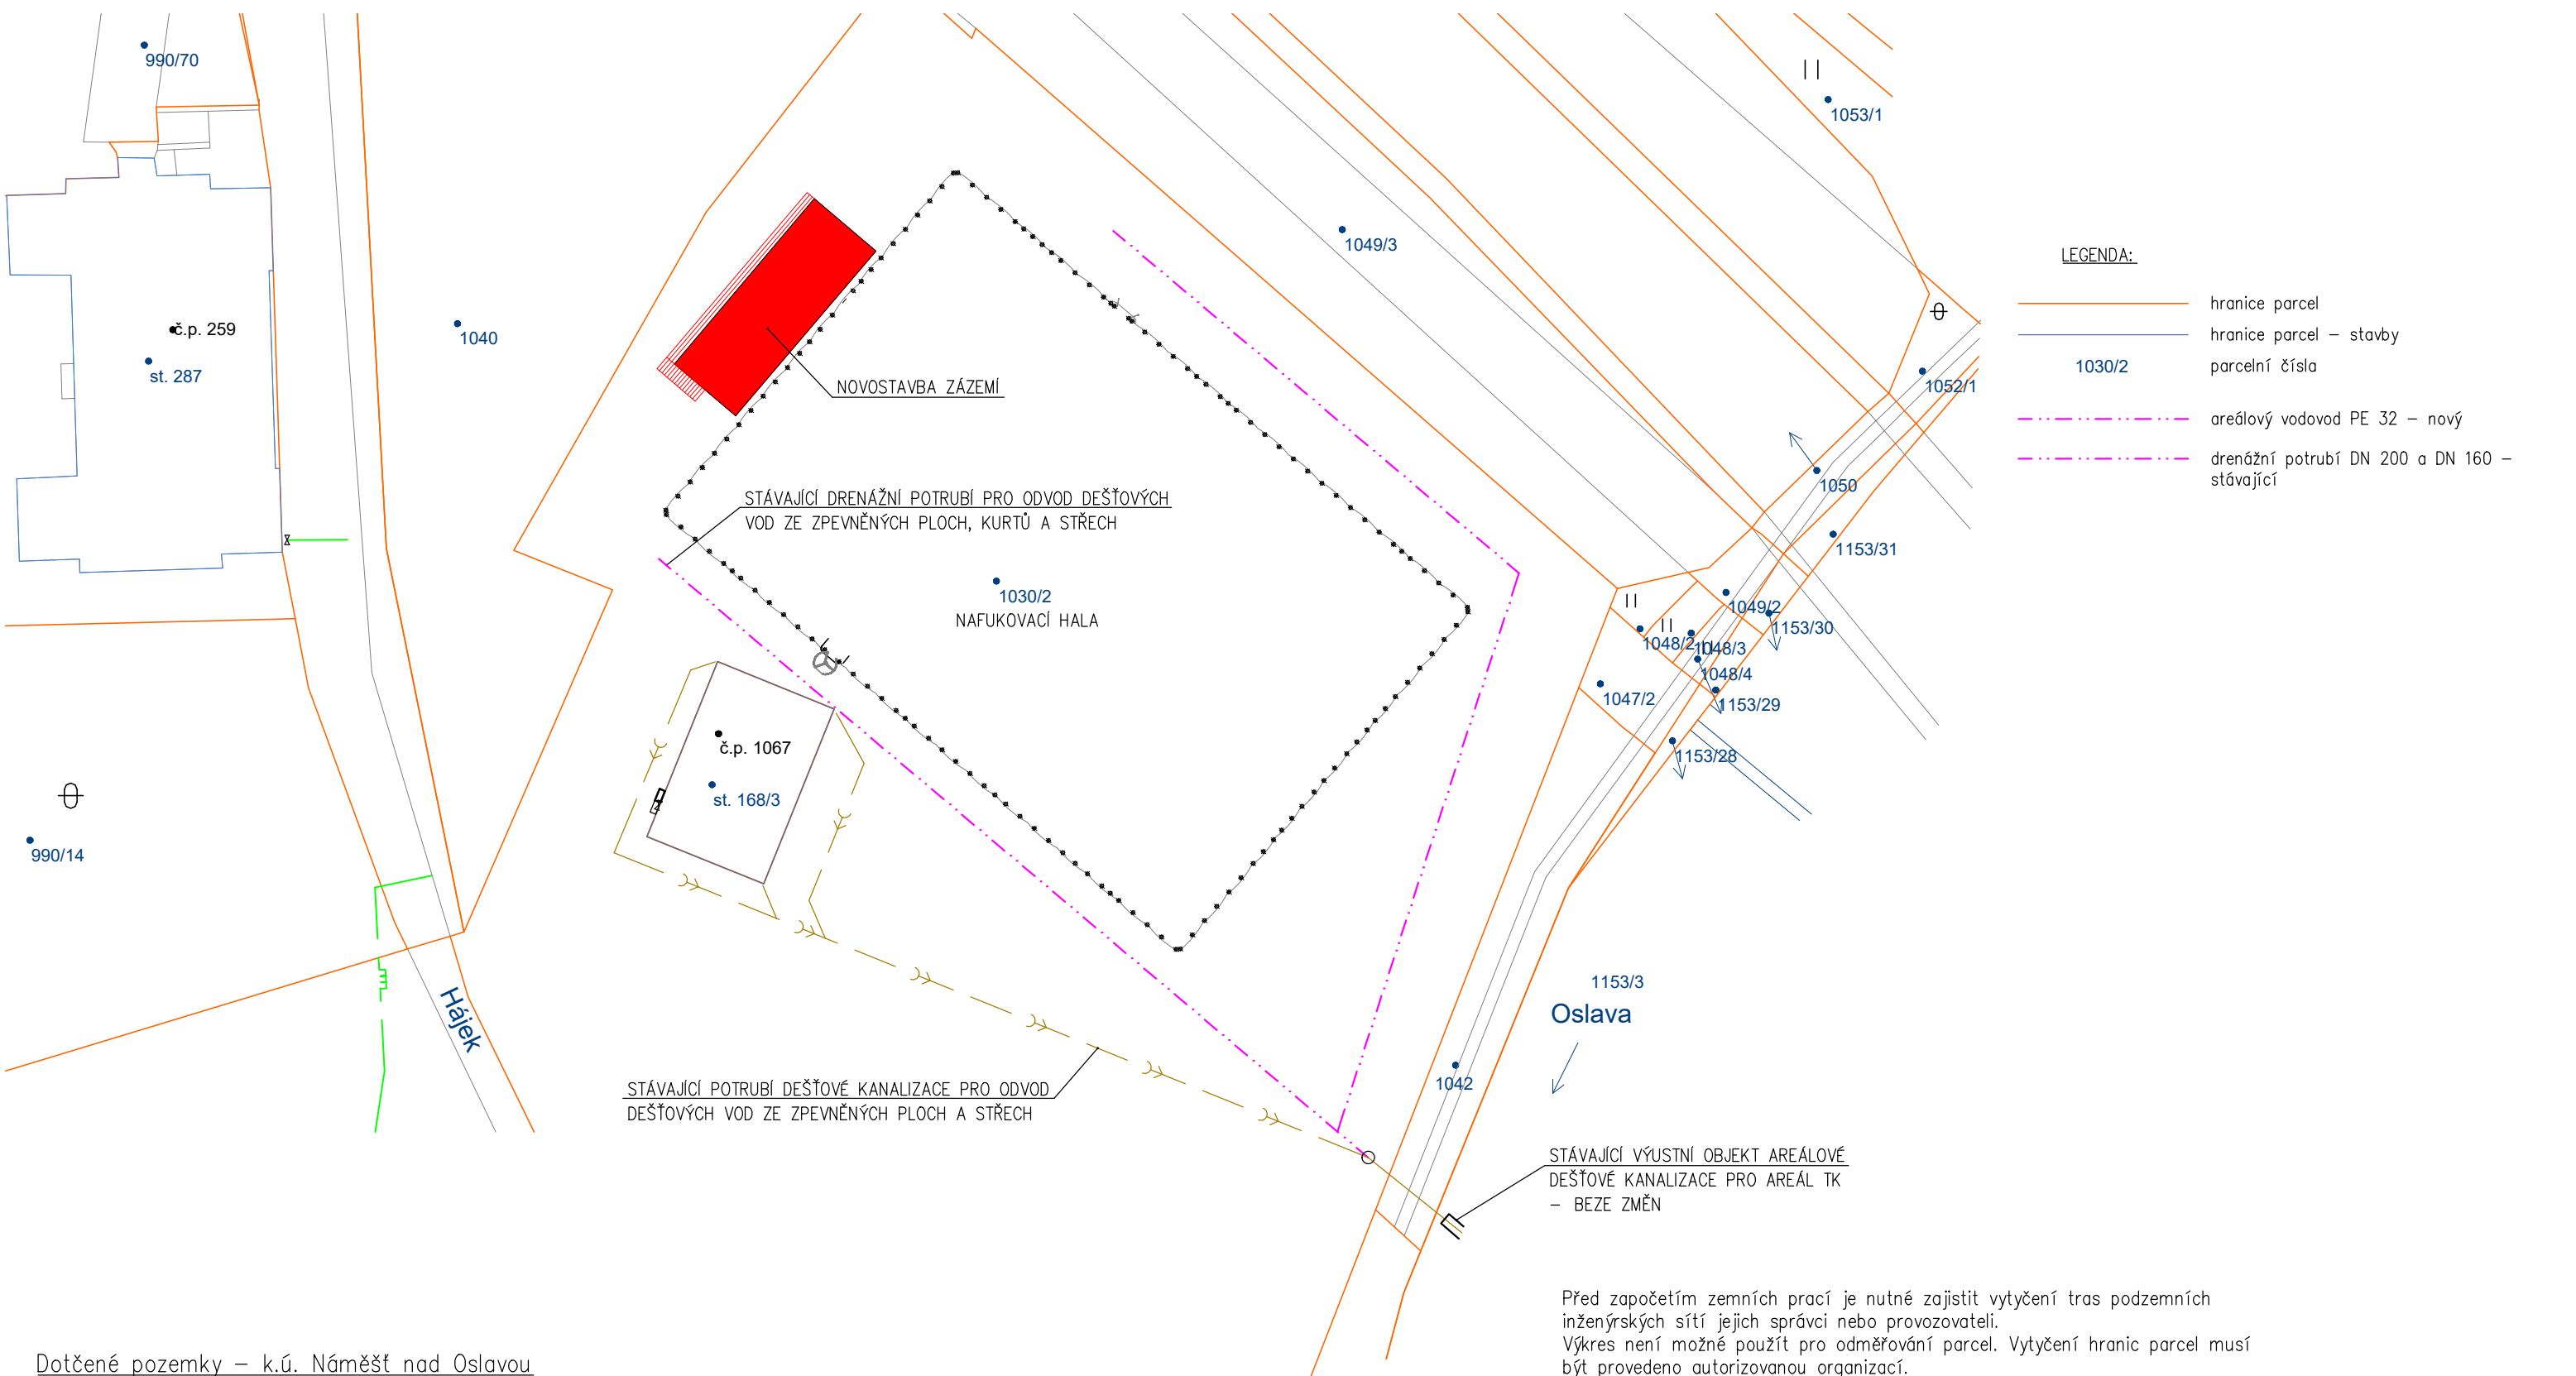 990/70
1053/1
1049/3
LEGENDA:
hranice parcel
č.p. 259
1040
hranice parcel – stavby
st. 287
1030/2
parcelní čísla
NOVOSTAVBA ZÁZEMÍ
1052/1
areálový vodovod PE 32 – nový
drenážní potrubí DN 200 a DN 160 –
stávající
1050
STÁVAJÍCÍ DRENÁŽNÍ POTRUBÍ PRO ODVOD DEŠŤOVÝCH
VOD ZE ZPEVNĚNÝCH PLOCH, KURTŮ A STŘECH
1153/31
1030/2
NAFUKOVACÍ HALA
1049/2
1153/30
1048/2
1048/3
1048/4
1047/2
1153/29
č.p. 1067
1153/28
st. 168/3
990/14
1153/3
Oslava
Hájek
1042
STÁVAJÍCÍ POTRUBÍ DEŠŤOVÉ KANALIZACE PRO ODVOD
DEŠŤOVÝCH VOD ZE ZPEVNĚNÝCH PLOCH A STŘECH
STÁVAJÍCÍ VÝUSTNÍ OBJEKT AREÁLOVÉ
DEŠŤOVÉ KANALIZACE PRO AREÁL TK
– BEZE ZMĚN
Před započetím zemních prací je nutné zajistit vytyčení tras podzemních
inženýrských sítí jejich správci nebo provozovateli.
Výkres není možné použít pro odměřování parcel. Vytyčení hranic parcel musí
být provedeno autorizovanou organizací.
Dotčené pozemky – k.ú. Náměšť nad Oslavou